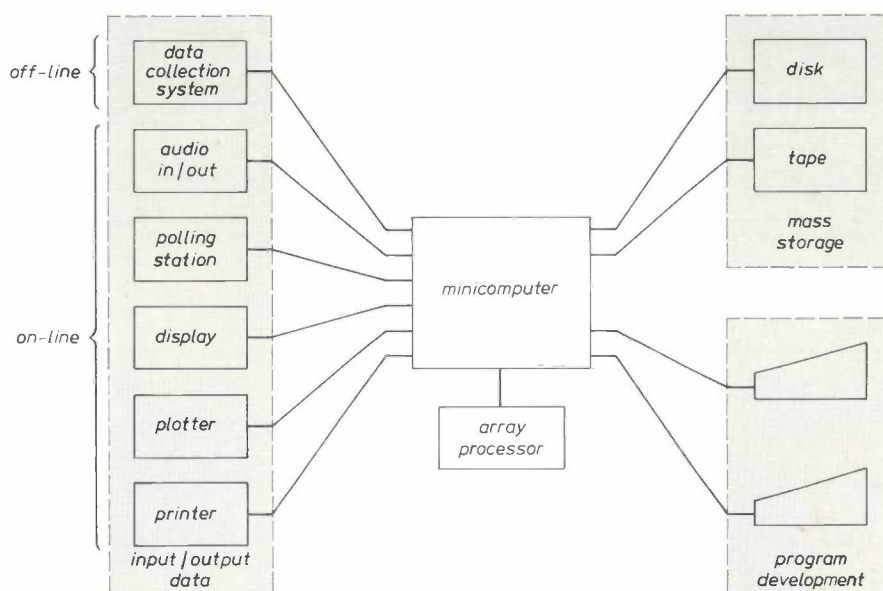 off-line
data
collection
system
on-line
audio
in/out
polling
station
display
plotter
printer
input/output
data
minicomputer
array
processor
disk
tape
mass
storage
program
development